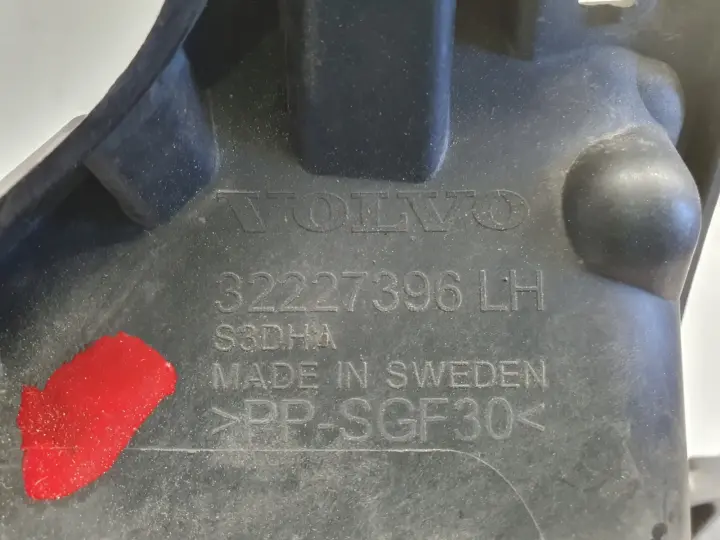 VOLVO
32227396 LH
S3DHA
MADE IN SWEDEN
>PP-SGF30<